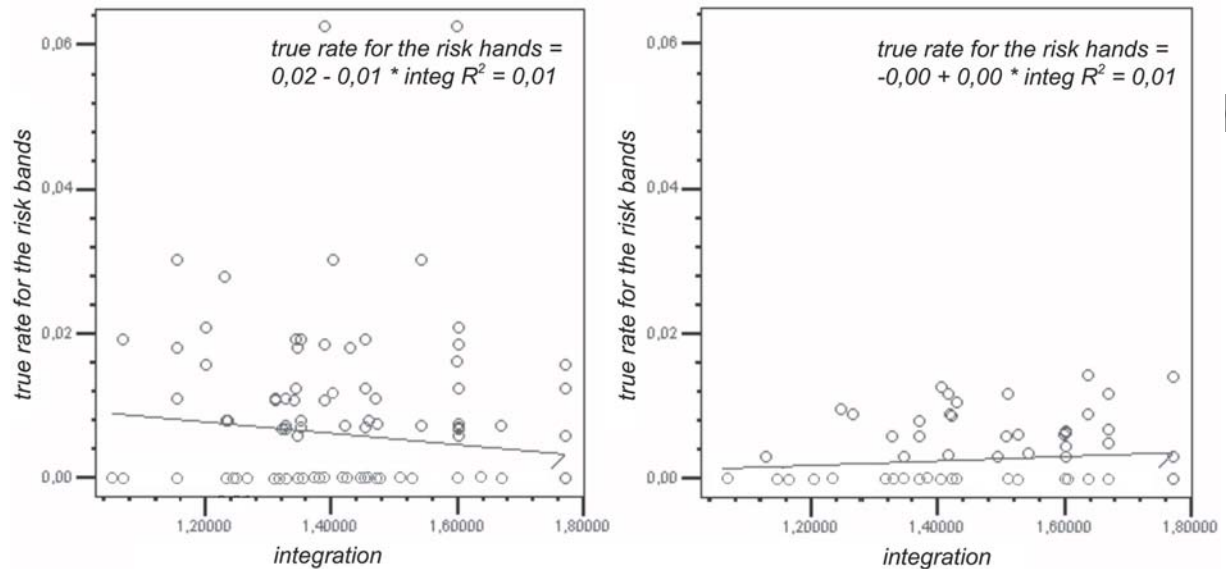 true rate for the risk hands =
0,02 - 0,01 * integ R² = 0,01
true rate for the risk bands
0,06
0,04
0,02
0,00
1,20000 1,40000 1,60000 1,80000
integration
true rate for the risk hands =
-0,00 + 0,00 * integ R² = 0,01
true rate for the risk bands
0,06
0,04
0,02
0,00
1,20000 1,40000 1,60000 1,80000
integration